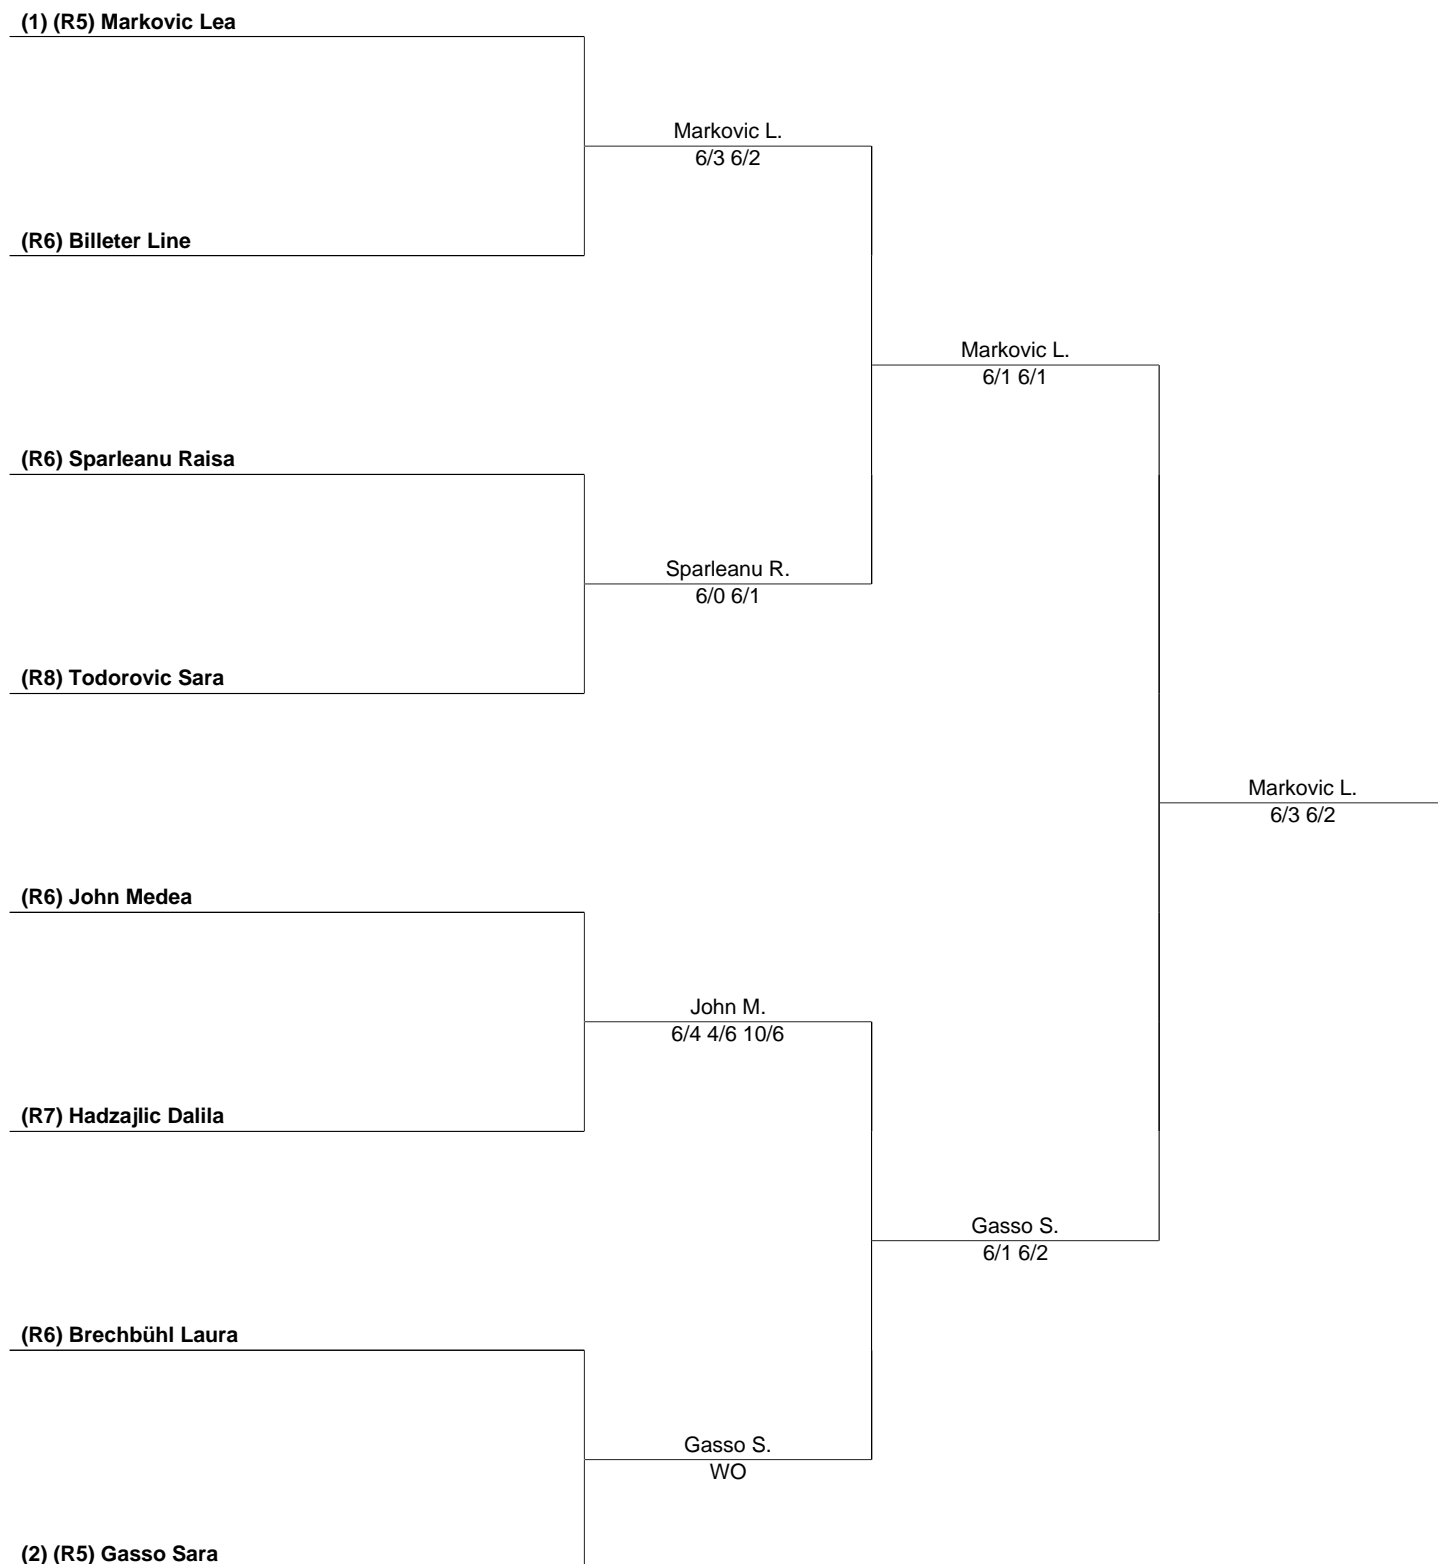 (1) (R5) Markovic Lea
Markovic L.
6/3 6/2
(R6) Billeter Line
Markovic L.
6/1 6/1
(R6) Sparleanu Raisa
Sparleanu R.
6/0 6/1
(R8) Todorovic Sara
Markovic L.
6/3 6/2
(R6) John Medea
John M.
6/4 4/6 10/6
(R7) Hadzajlic Dalila
Gasso S.
6/1 6/2
(R6) Brechbühl Laura
Gasso S.
WO
(2) (R5) Gasso Sara